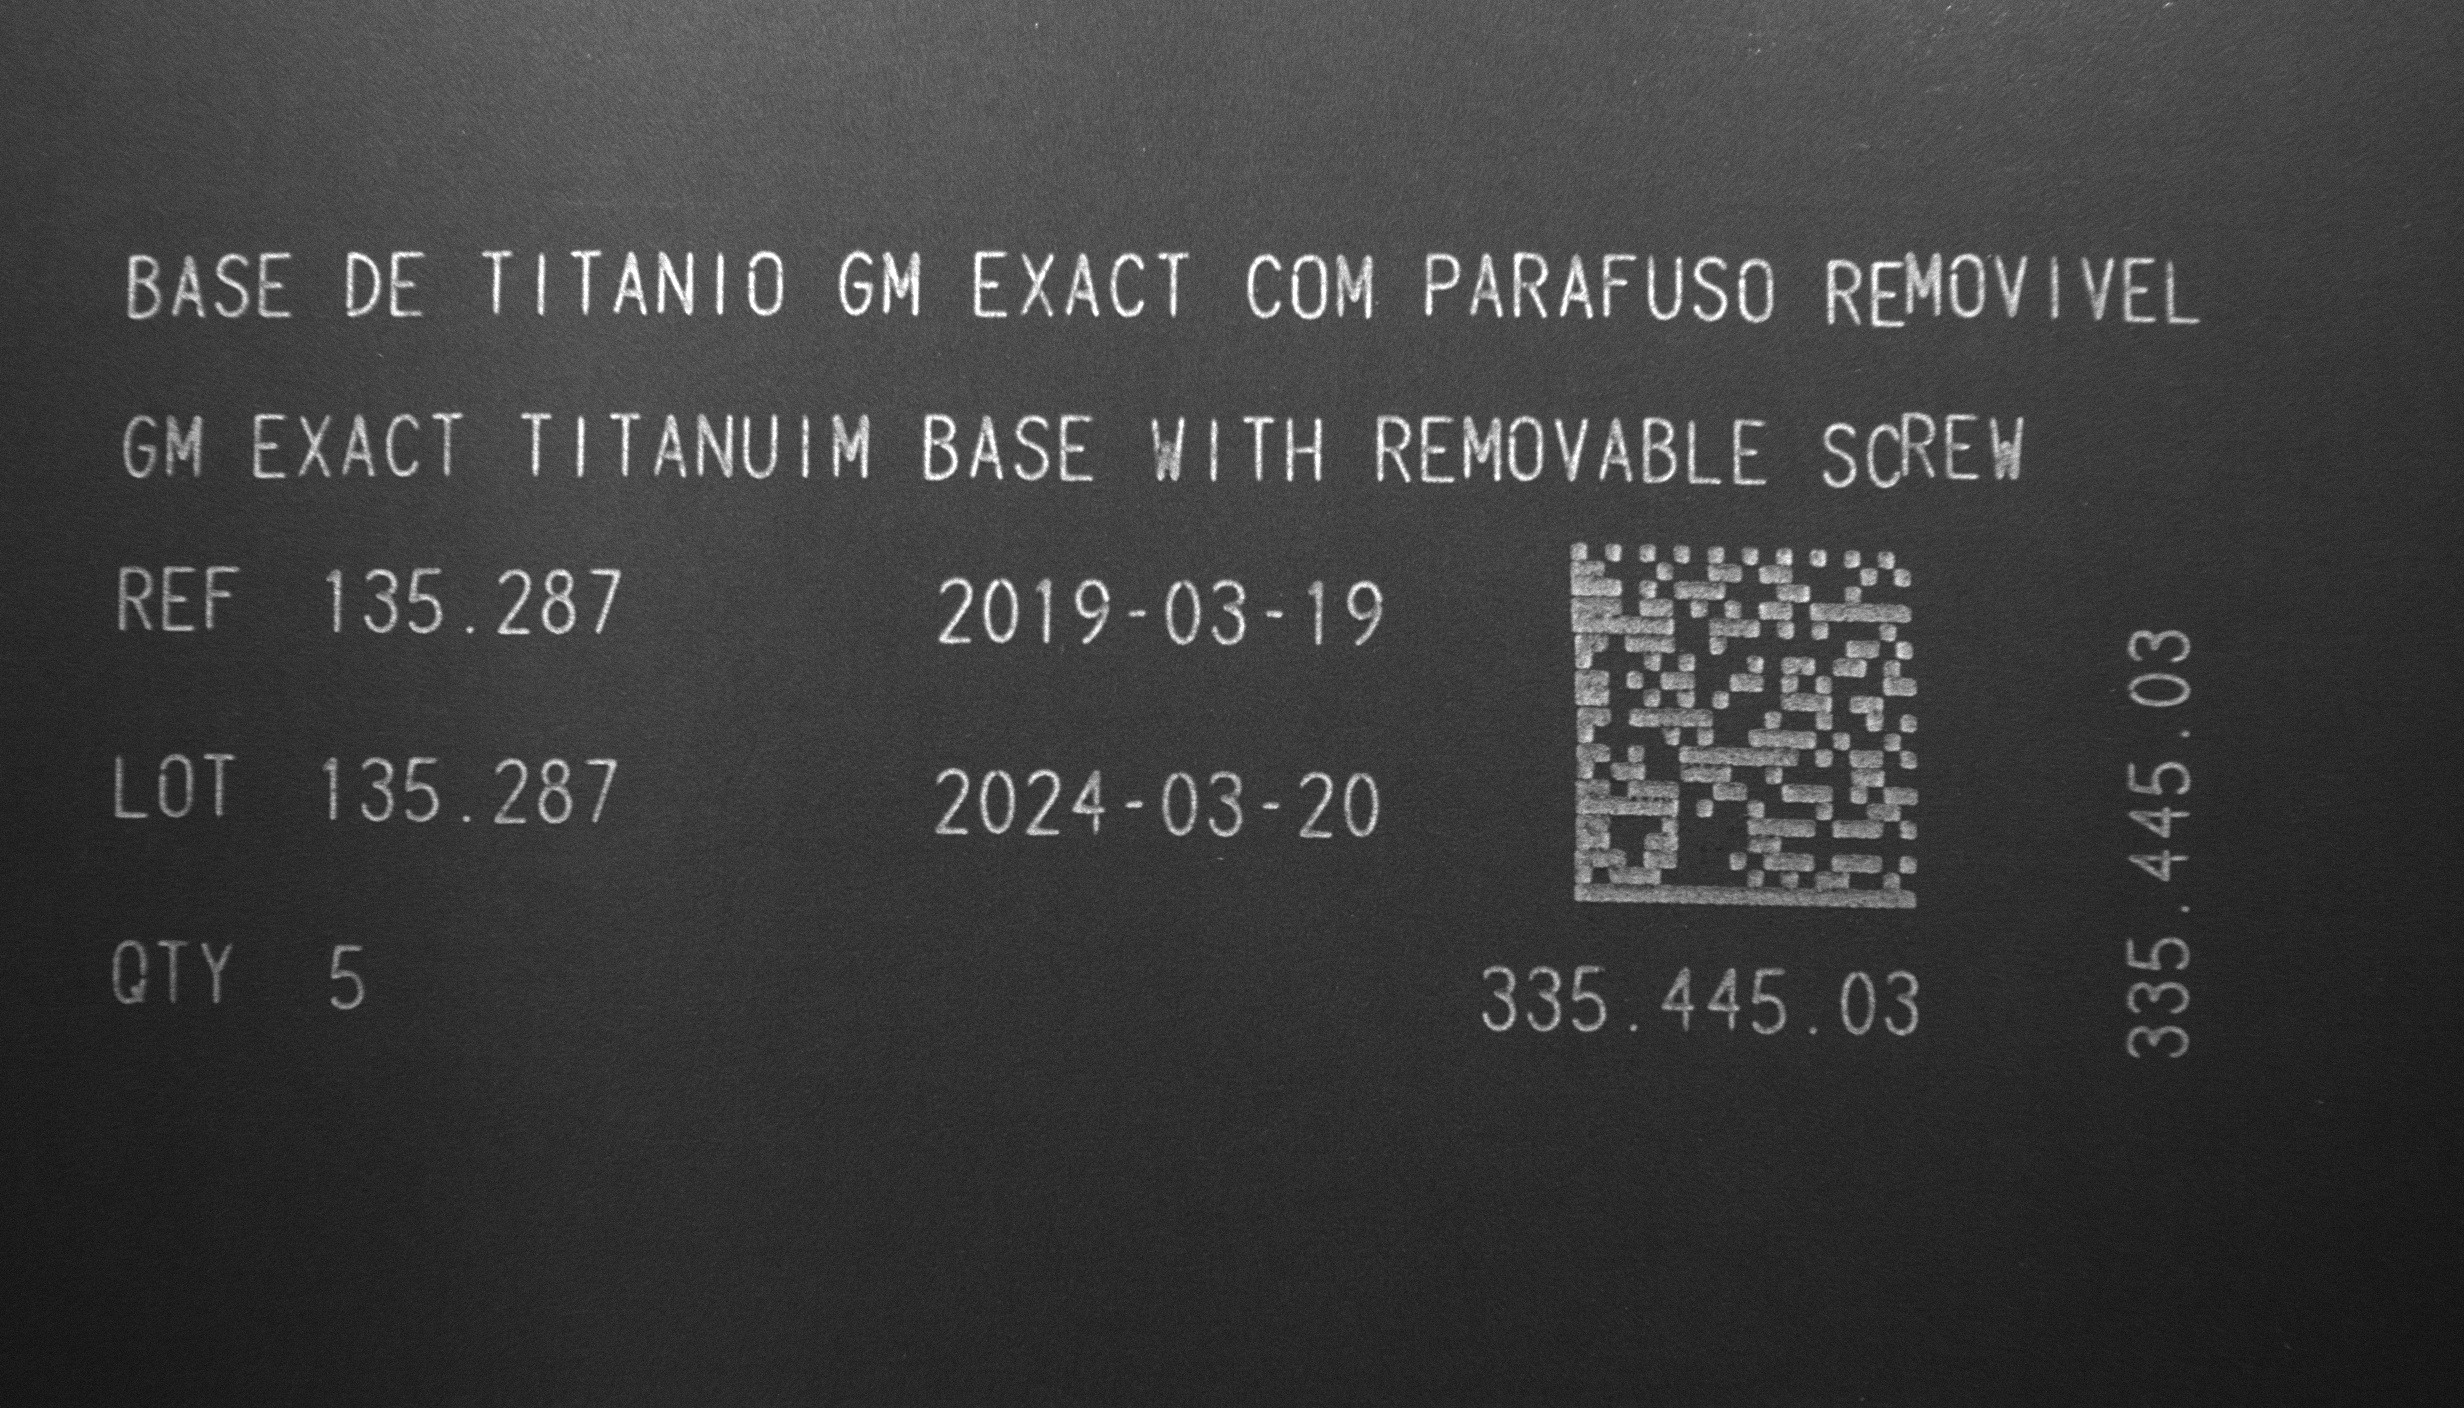 BASE DE TITANIO GM EXACT COM PARAFUSO REMOVIVEL
GM EXACT TITANUIM BASE WITH REMOVABLE SCREW
REF 135.287 2019-03-19
LOT 135.287 2024-03-20
QTY 5
335.445.03
335.445.03